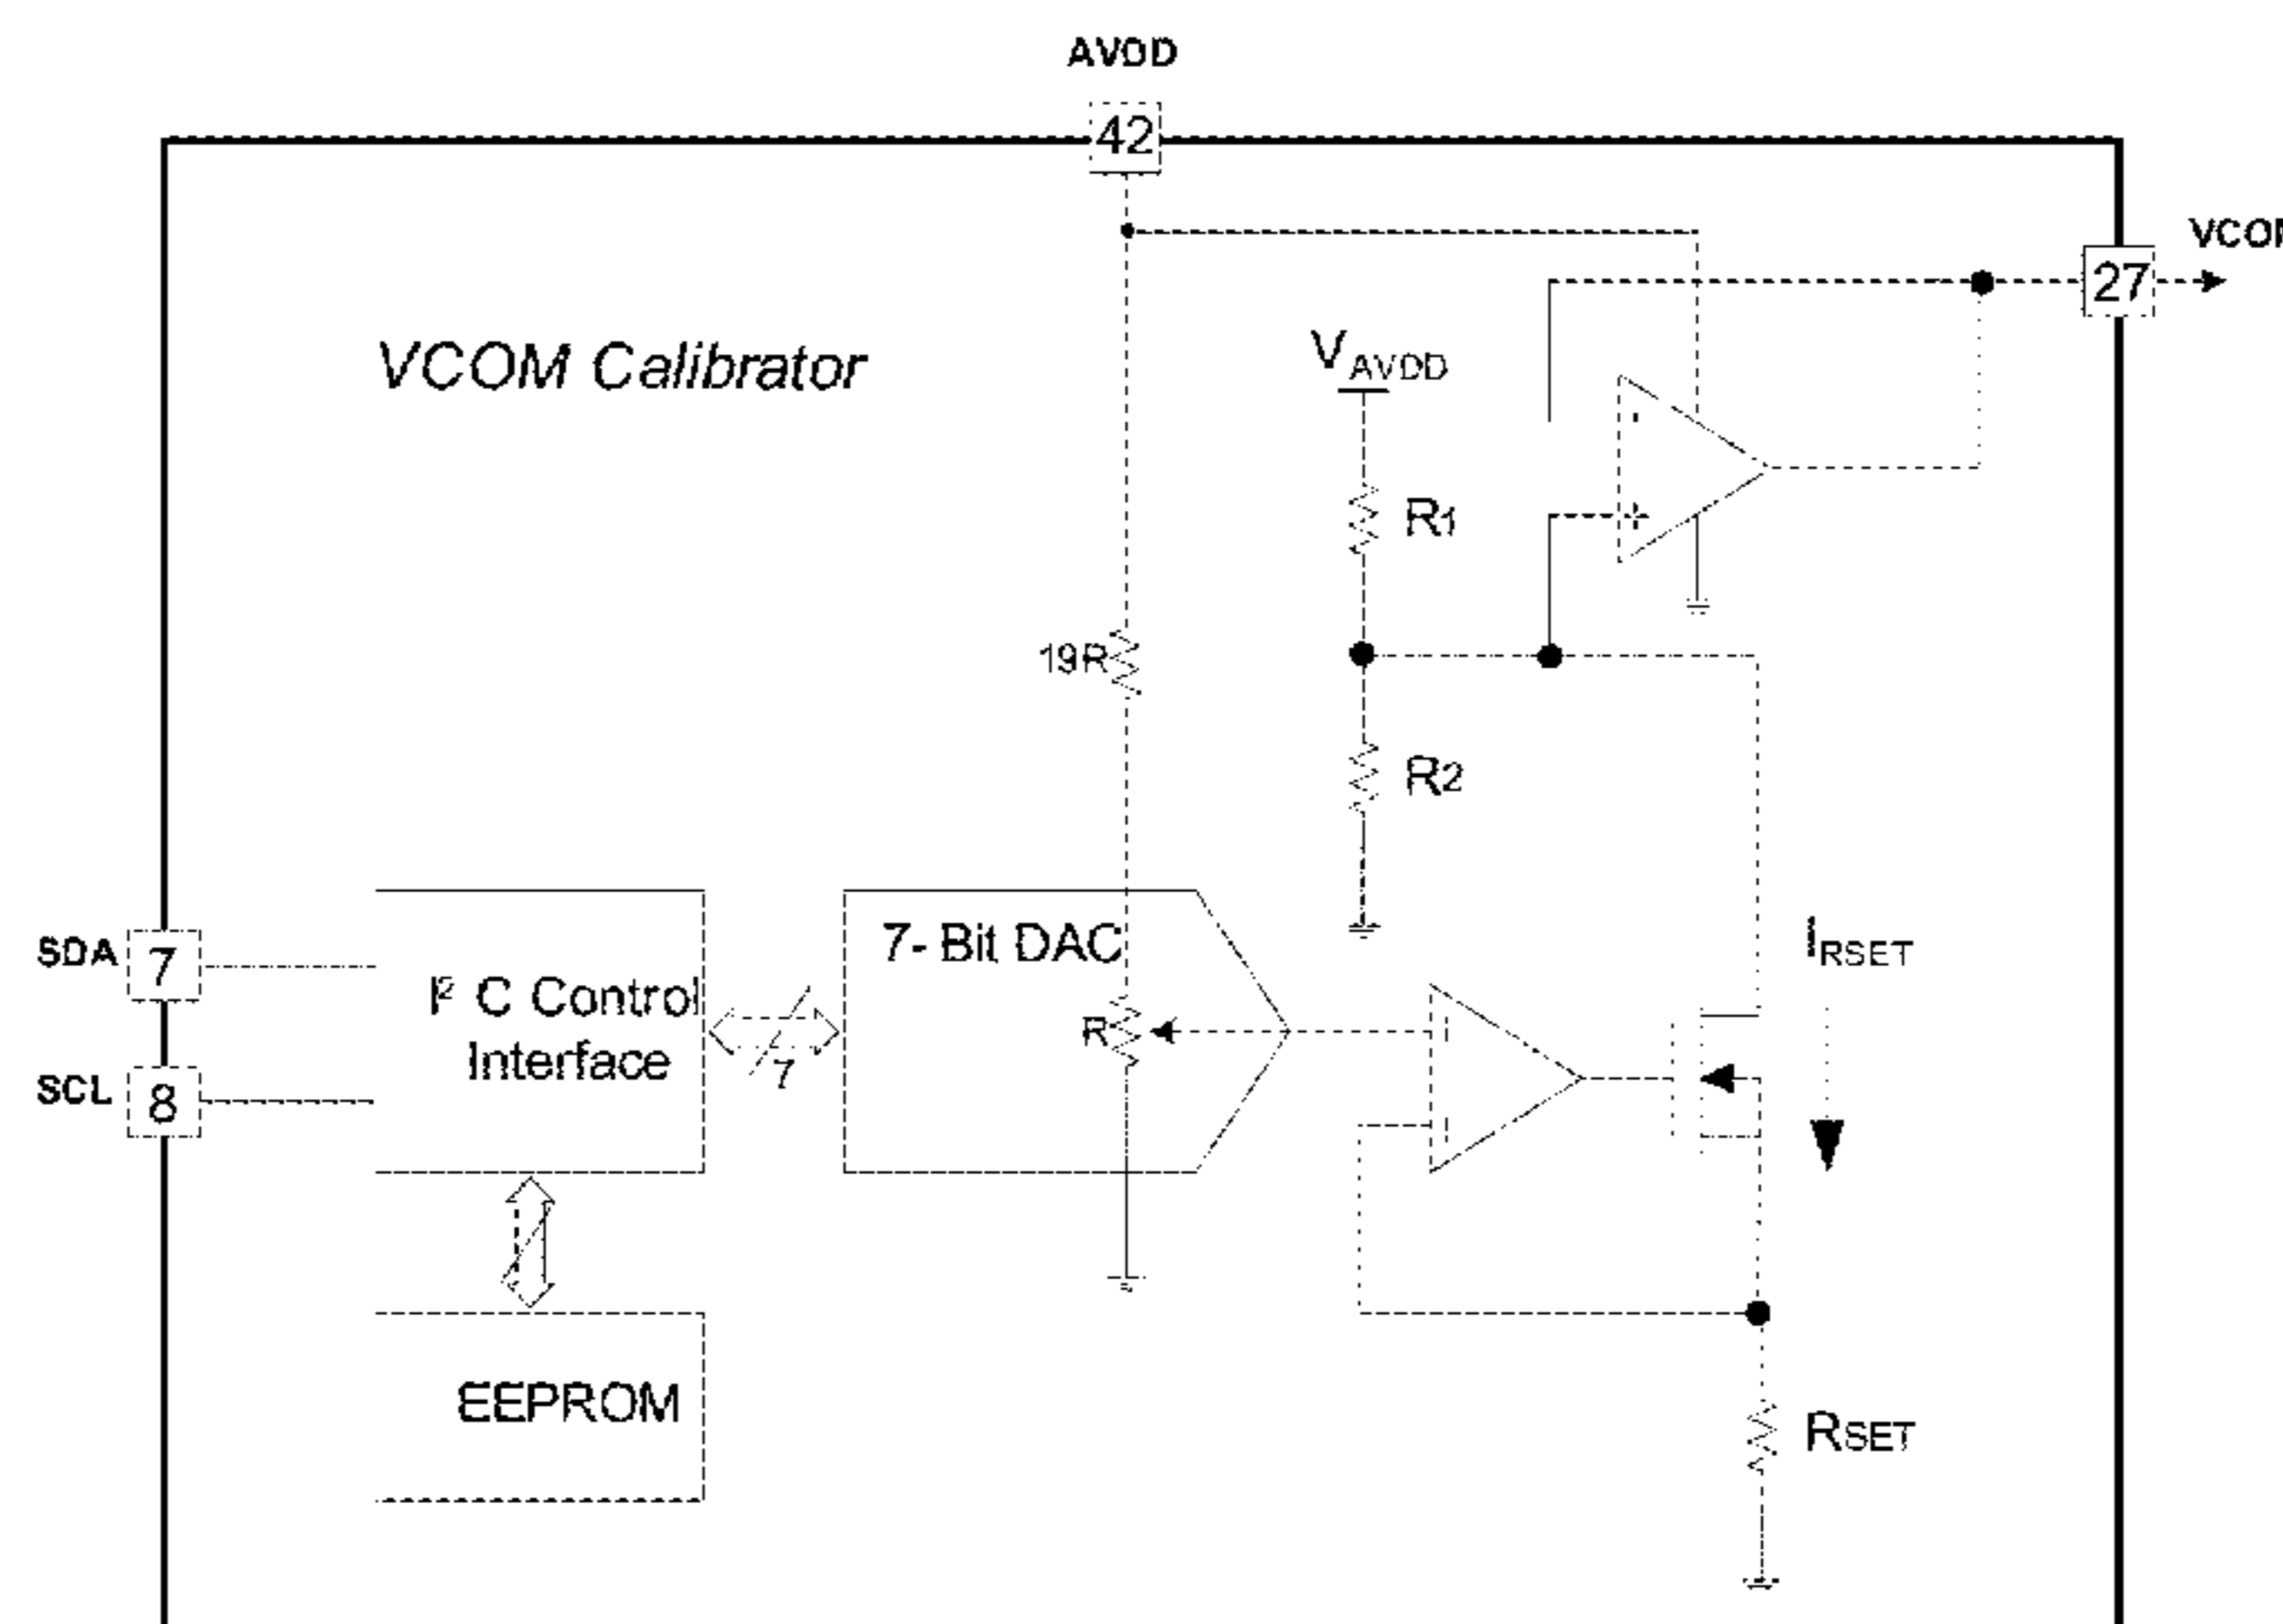 AVDD
42
VCOM
27
VCOM Calibrator
VAVDD
R1
19R
R2
SDA
7
7- Bit DAC
IRSET
I² C Control
Interface
R
7
SCL
8
EEPROM
RSET